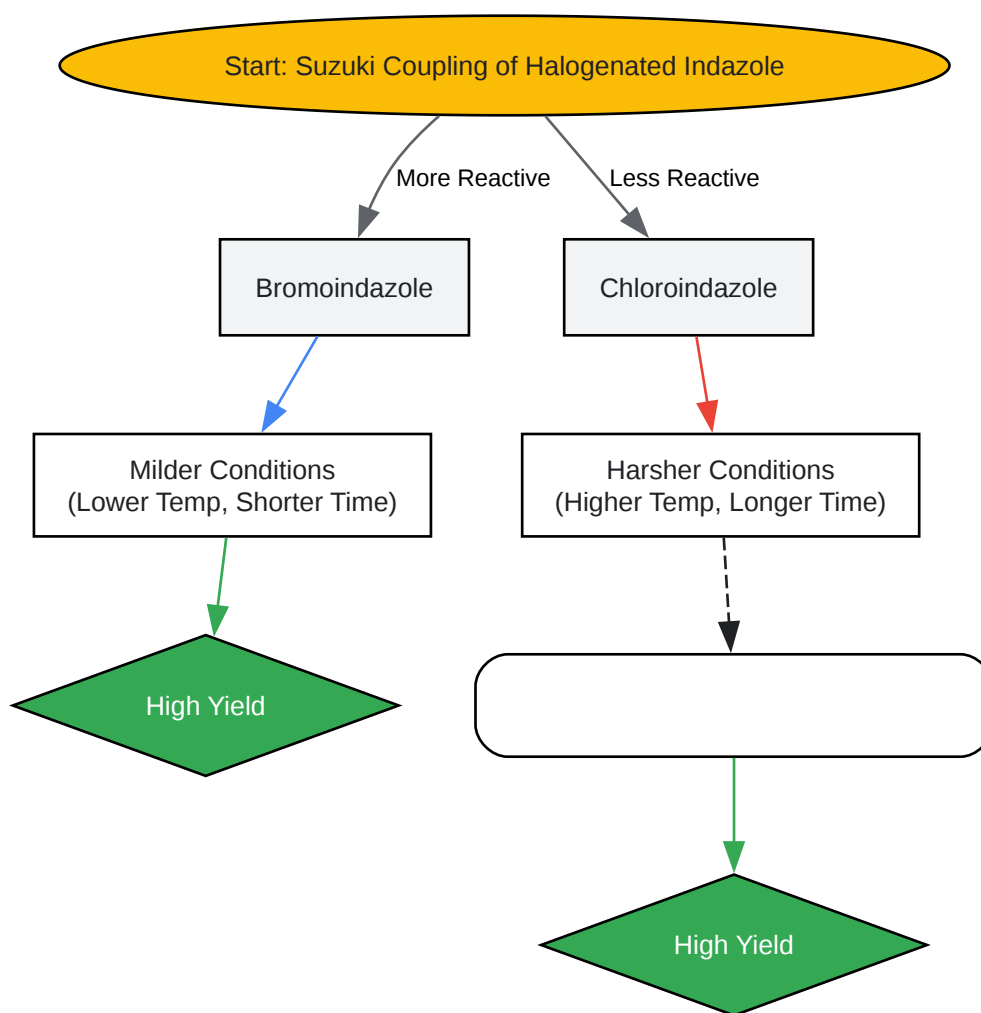 Start: Suzuki Coupling of Halogenated Indazole
More Reactive
Less Reactive
Bromoindazole
Chloroindazole
Milder Conditions
(Lower Temp, Shorter Time)
Harsher Conditions
(Higher Temp, Longer Time)
High Yield
High Yield